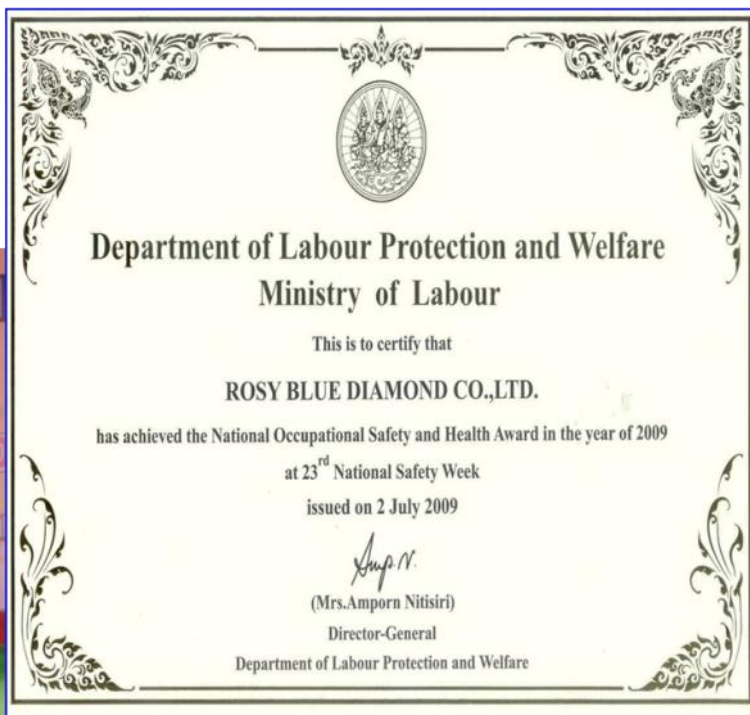 Department of Labour Protection and Welfare
Ministry of Labour
This is to certify that
ROSY BLUE DIAMOND CO.,LTD.
has achieved the National Occupational Safety and Health Award in the year of 2009
at 23rd National Safety Week
issued on 2 July 2009
Amp N.
(Mrs.Amporn Nitisiri)
Director-General
Department of Labour Protection and Welfare